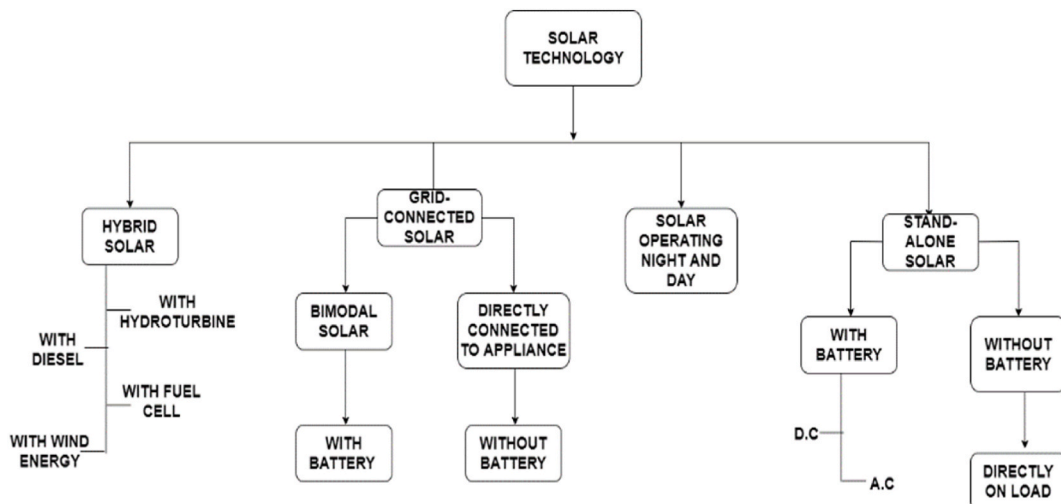 SOLAR
TECHNOLOGY
HYBRID
SOLAR
WITH
HYDROTURBINE
WITH
DIESEL
WITH FUEL
CELL
WITH WIND
ENERGY
GRID-
CONNECTED
SOLAR
BIMODAL
SOLAR
WITH
BATTERY
DIRECTLY
CONNECTED
TO APPLIANCE
WITHOUT
BATTERY
SOLAR
OPERATING
NIGHT AND
DAY
STAND-
ALONE
SOLAR
WITH
BATTERY
D.C
A.C
WITHOUT
BATTERY
DIRECTLY
ON LOAD